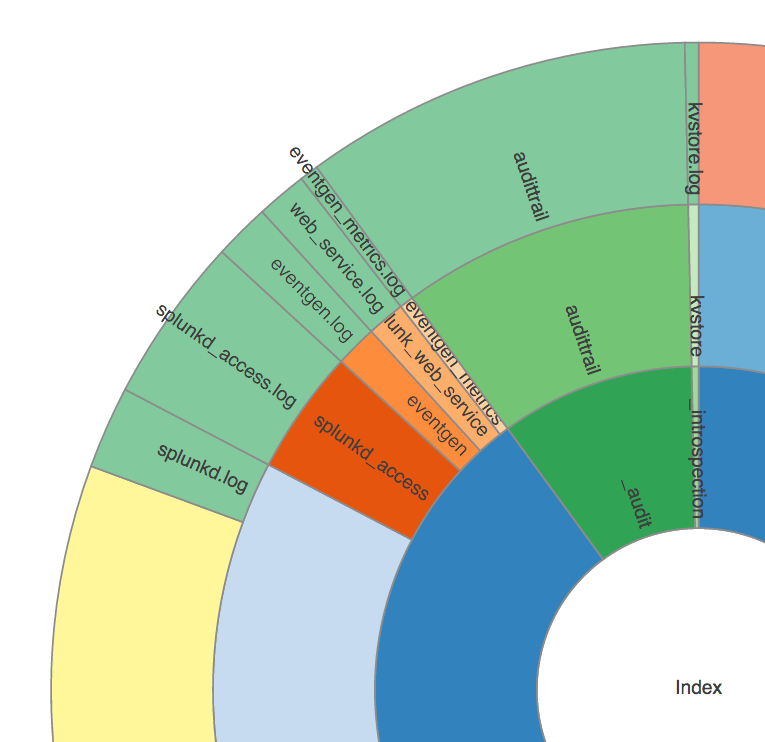 kvstore.log
audittrail
eventgen_metrics.log
web_service.log
eventgen.log
splunkd_access.log
splunkd.log
kvstore
audittrail
eventgen_metrics
lunk_web_service
eventgen
splunkd_access
_introspection
_audit
Index